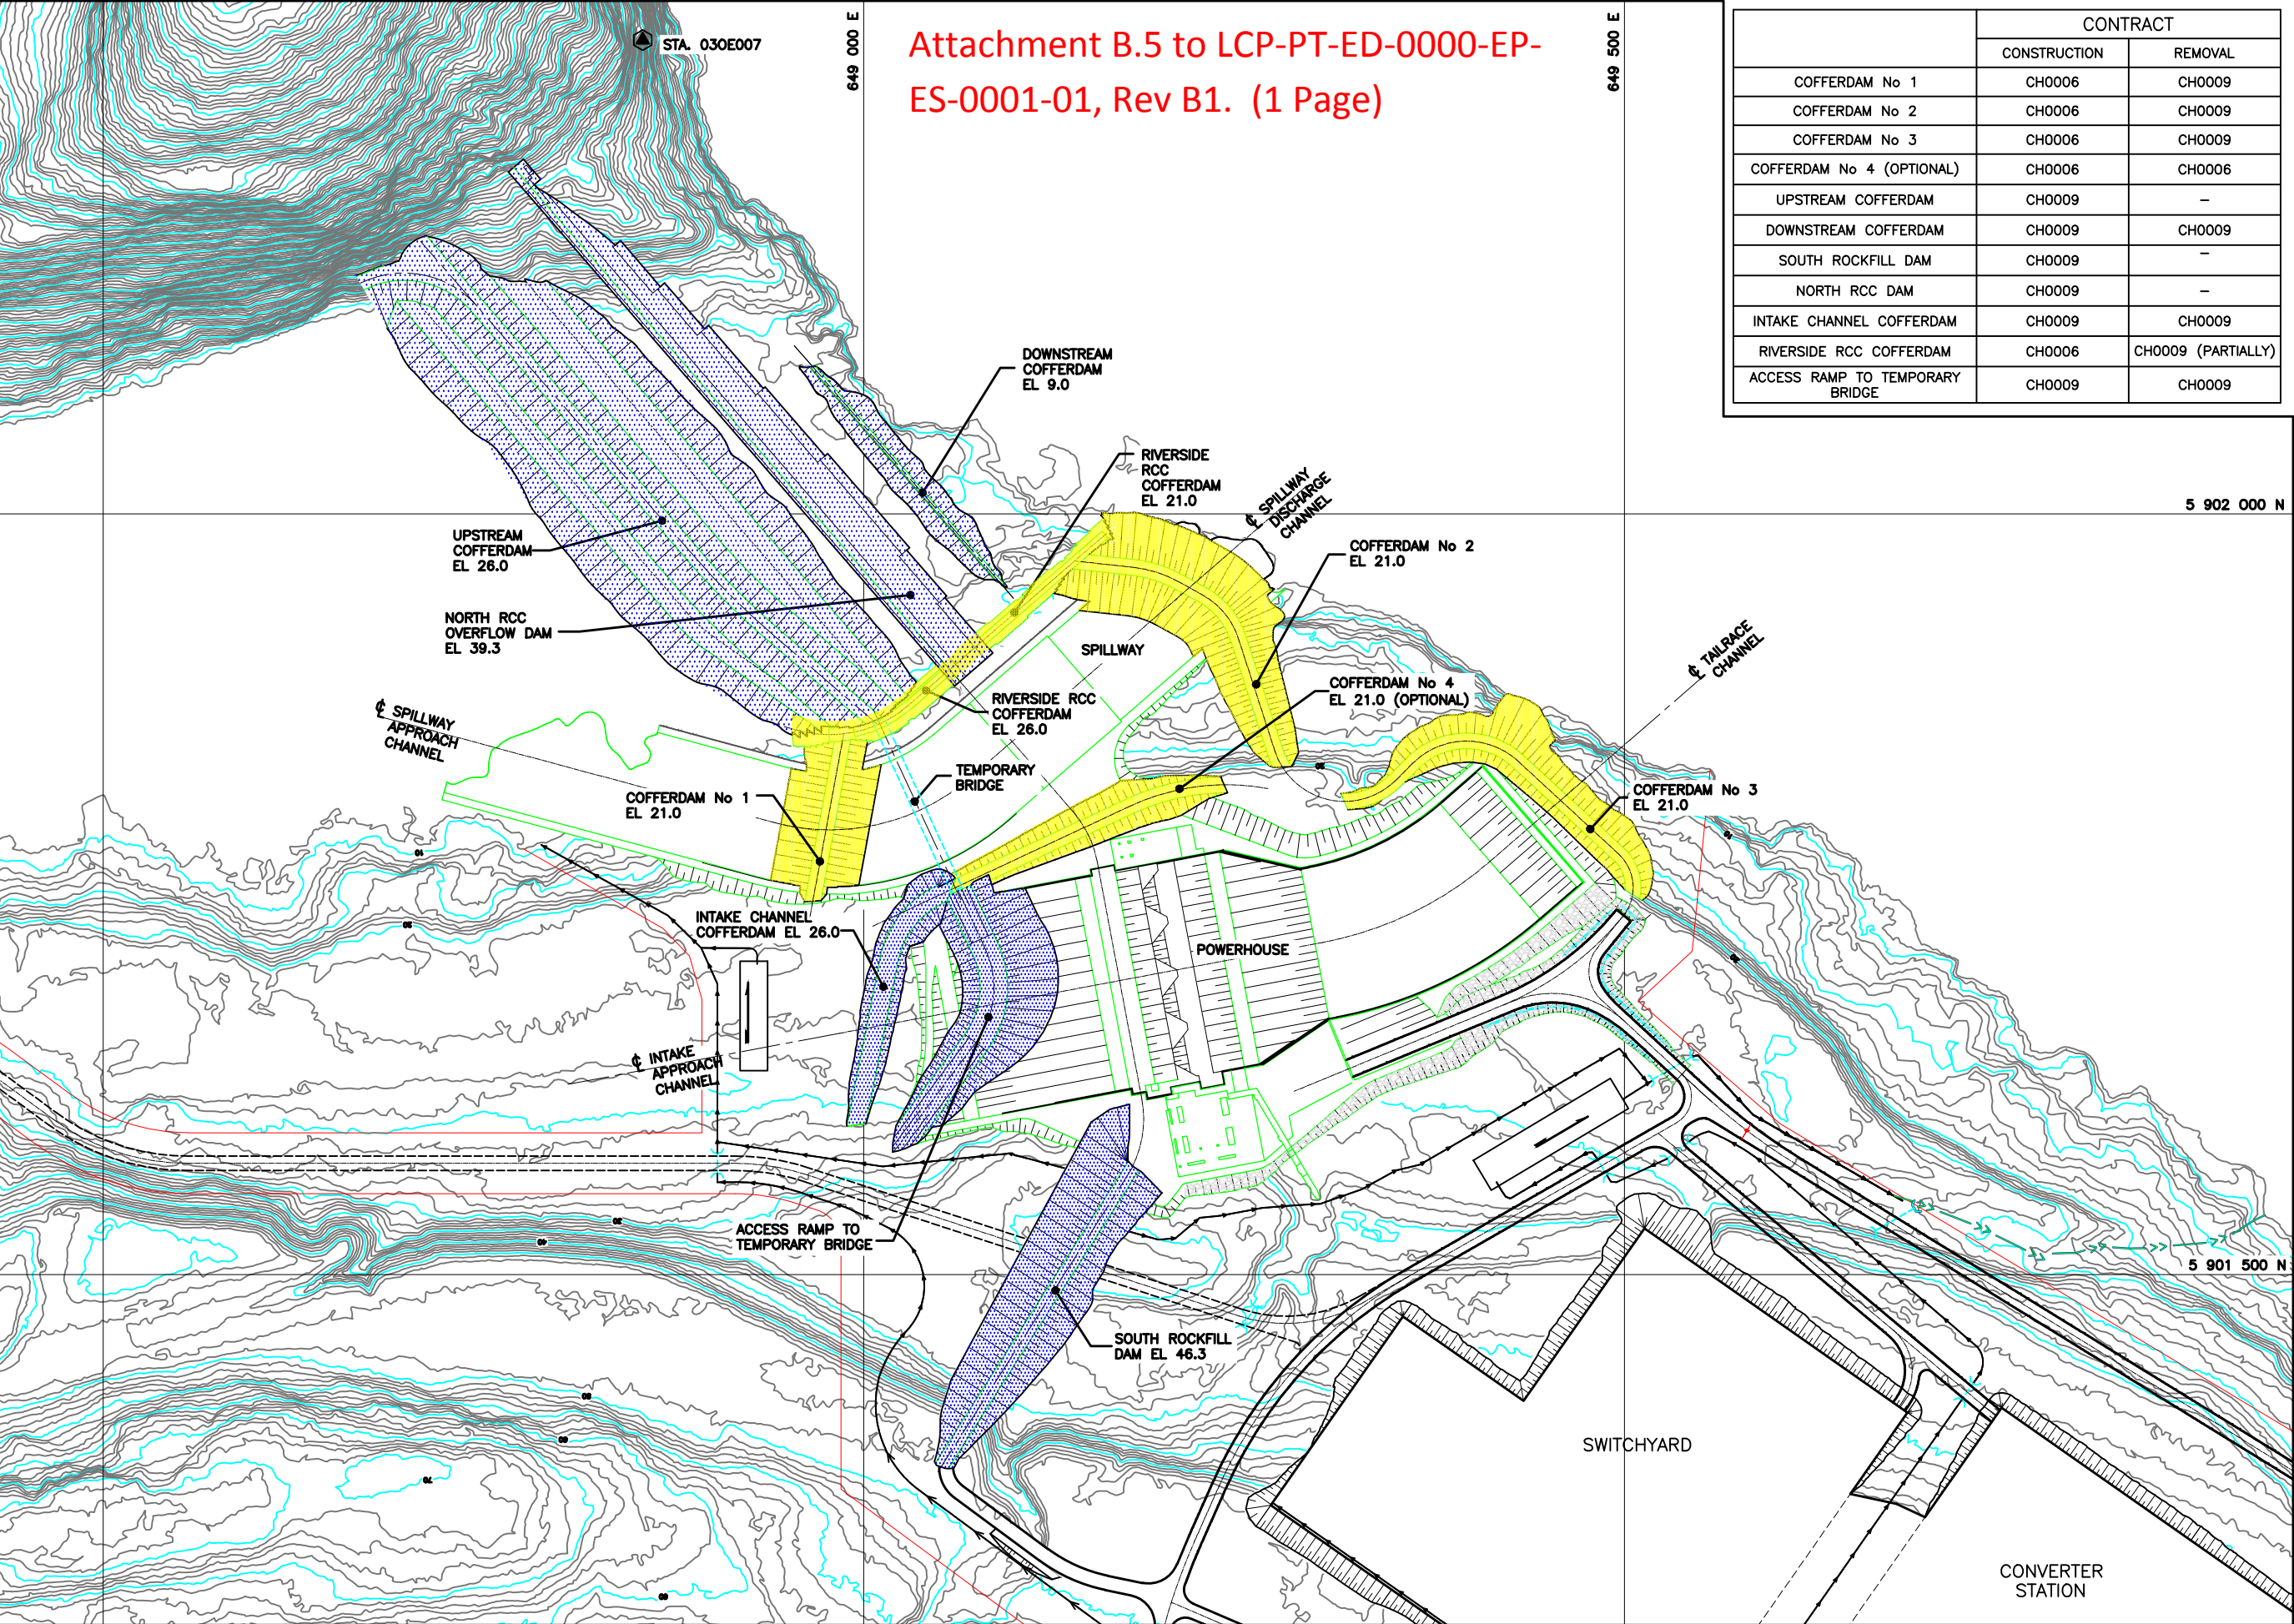 STA. 030E007
649 000 E
Attachment B.5 to LCP-PT-ED-0000-EP-
ES-0001-01, Rev B1.  (1 Page)
649 500 E
CONTRACT
CONSTRUCTION REMOVAL
COFFERDAM No 1 CH0006 CH0009
COFFERDAM No 2 CH0006 CH0009
COFFERDAM No 3 CH0006 CH0009
COFFERDAM No 4 (OPTIONAL) CH0006 CH0006
UPSTREAM COFFERDAM CH0009 –
DOWNSTREAM COFFERDAM CH0009 CH0009
SOUTH ROCKFILL DAM CH0009 –
NORTH RCC DAM CH0009 –
INTAKE CHANNEL COFFERDAM CH0009 CH0009
RIVERSIDE RCC COFFERDAM CH0006 CH0009 (PARTIALLY)
ACCESS RAMP TO TEMPORARY
BRIDGE CH0009 CH0009
DOWNSTREAM
COFFERDAM
EL 9.0
RIVERSIDE
RCC
COFFERDAM
EL 21.0
℄ SPILLWAY
DISCHARGE
CHANNEL
5 902 000 N
UPSTREAM
COFFERDAM
EL 26.0
COFFERDAM No 2
EL 21.0
NORTH RCC
OVERFLOW DAM
EL 39.3
SPILLWAY
℄ TAILRACE
CHANNEL
COFFERDAM No 4
EL 21.0 (OPTIONAL)
RIVERSIDE RCC
COFFERDAM
EL 26.0
℄ SPILLWAY
APPROACH
CHANNEL
TEMPORARY
BRIDGE
20
COFFERDAM No 1
EL 21.0
COFFERDAM No 3
EL 21.0
10
INTAKE CHANNEL
COFFERDAM EL 26.0
POWERHOUSE
℄ INTAKE
APPROACH
CHANNEL
ACCESS RAMP TO
TEMPORARY BRIDGE
5 901 500 N
SOUTH ROCKFILL
DAM EL 46.3
SWITCHYARD
70
CONVERTER
STATION